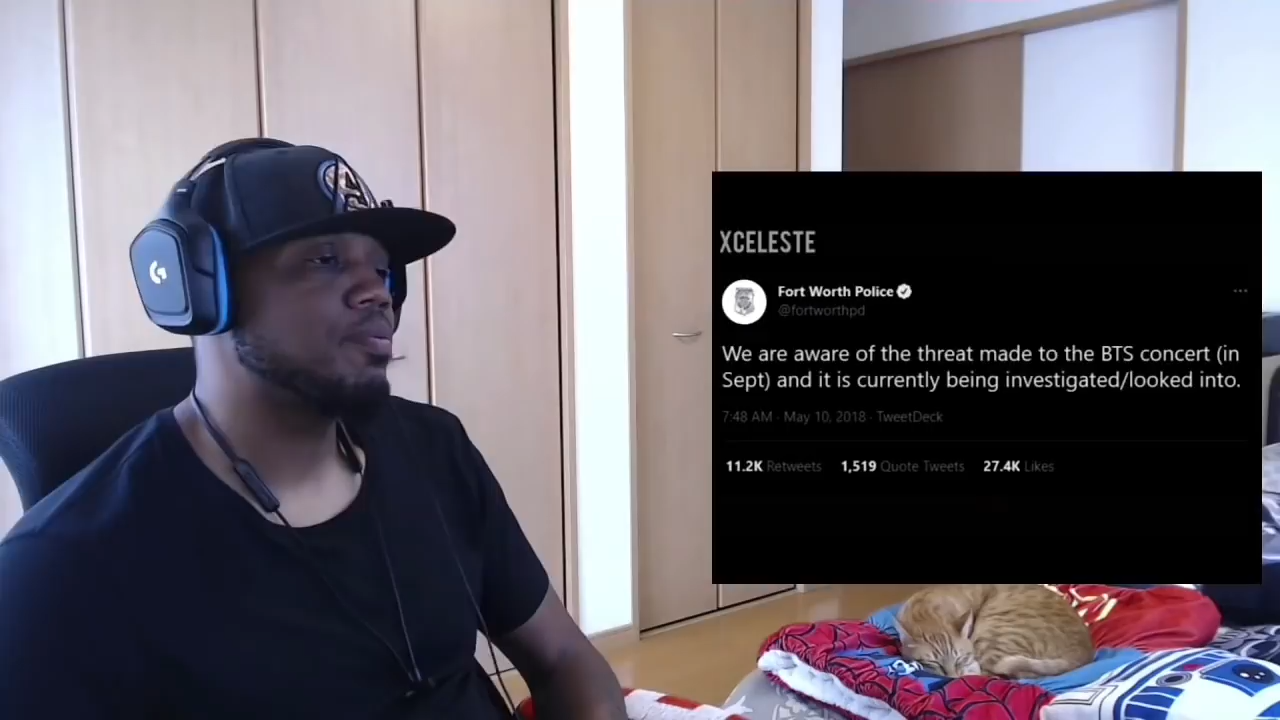 XCELESTE
Fort Worth Police
@fortworthpd
We are aware of the threat made to the BTS concert (in
Sept) and it is currently being investigated/looked into.
7:48 AM · May 10, 2018 · TweetDeck
11.2K Retweets 1,519 Quote Tweets 27.4K Likes